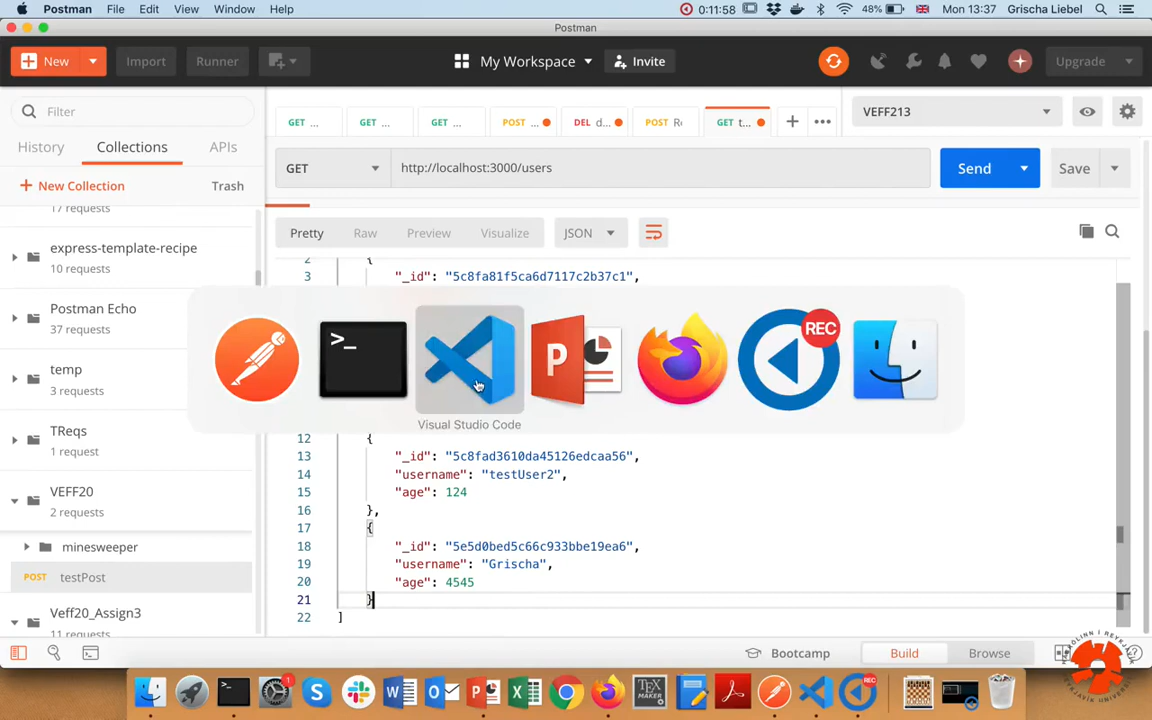 Postman File Edit View Window Help 0:11:58 48% Mon 13:37 Grischa Liebel
Postman
New Import Runner My Workspace Invite Upgrade
Filter
GET ... GET ... GET ... POST ... DEL d... POST Re GET t... VEFF213
History Collections APIs
GET http://localhost:3000/users Send Save
New Collection Trash
17 requests
Pretty Raw Preview Visualize JSON
express-template-recipe
10 requests
2 {
3 "_id": "5c8fa81f5ca6d7117c2b37c1",
Postman Echo
37 requests
REC
>_
P
temp
3 requests
Visual Studio Code
TReqs
1 request
12 {
13 "_id": "5c8fad3610da45126edcaa56",
14 "username": "testUser2",
15 "age": 124
16 },
17 {
18 "_id": "5e5d0bed5c66c933bbe19ea6",
19 "username": "Grischa",
20 "age": 4545
21 }
22 ]
VEFF20
2 requests
minesweeper
POST testPost
Veff20_Assign3
11 requests
Bootcamp Build Browse